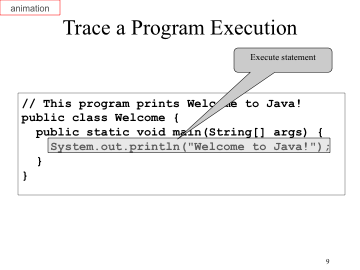 animation
Trace a Program Execution
Execute statement
// This program prints Welcome to Java!
public class Welcome {
public static void main(String[] args) {
System.out.println("Welcome to Java!");
}
}
9